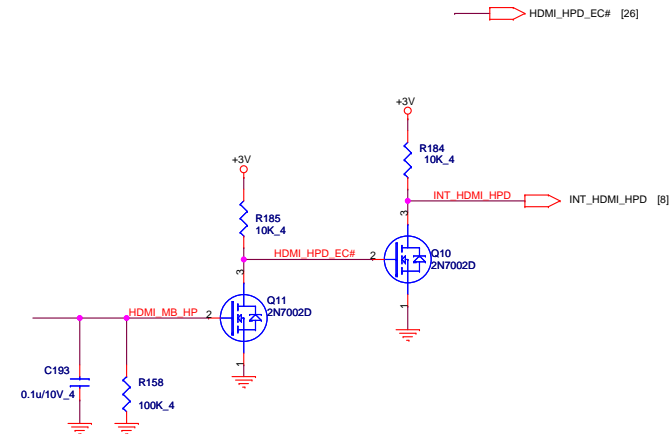 HDMI_HPD_EC# [26]
+3V
R184
10K_4
+3V
INT_HDMI_HPD
INT_HDMI_HPD [8]
R185
10K_4
3
HDMI_HPD_EC#
2
Q10
2N7002D
3
1
Q11
2N7002D
HDMI_MB_HP
2
1
C193
0.1u/10V_4
R158
100K_4